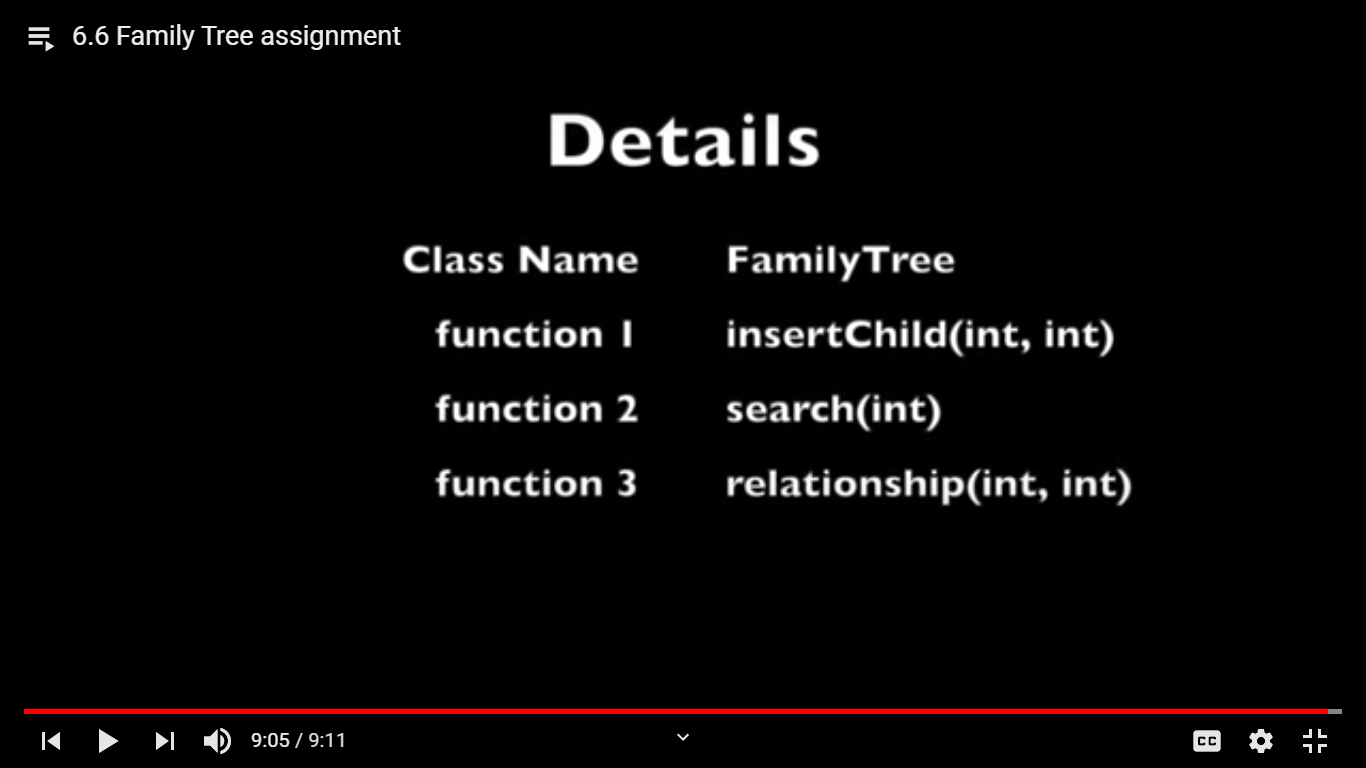 6.6 Family Tree assignment
Details
Class Name FamilyTree
function 1 insertChild(int, int)
function 2 search(int)
function 3 relationship(int, int)
9:05 / 9:11
CC